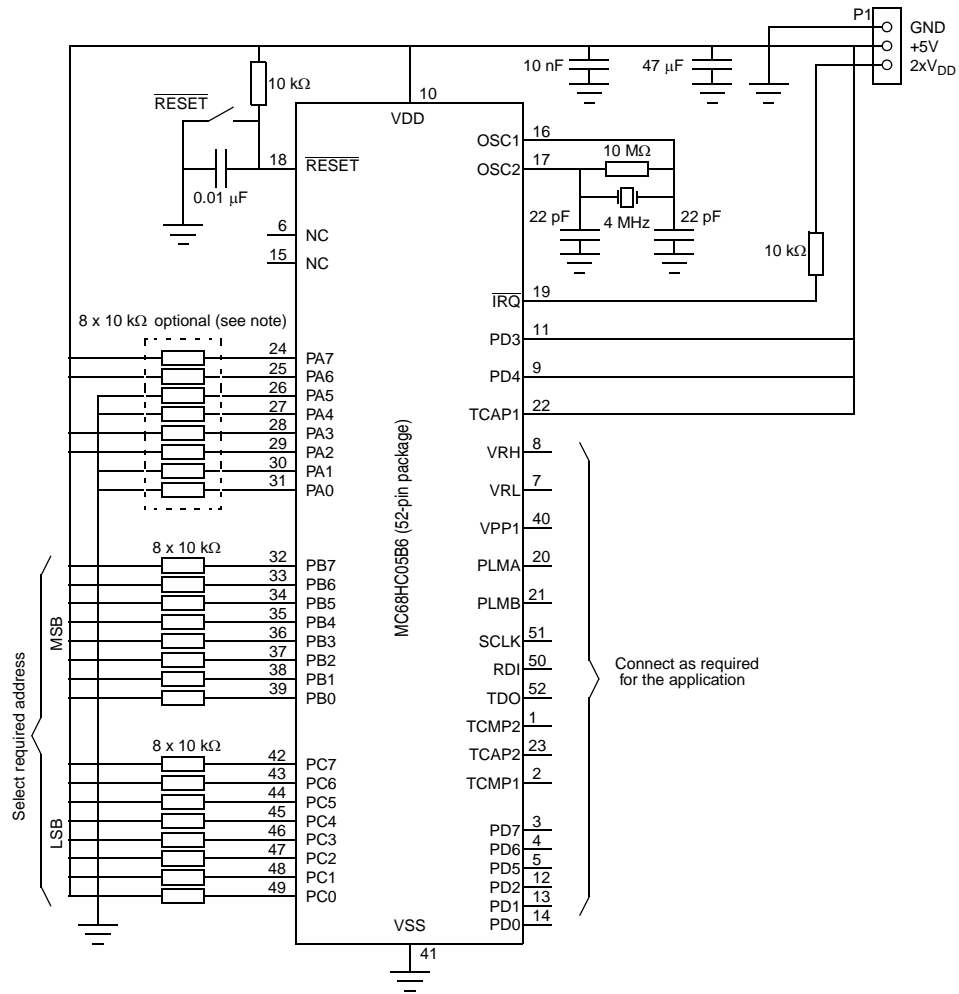 P1
GND
+5V
2xVDD
10 nF
47 µF
10 kΩ
RESET
10
VDD
18
RESET
0.01 µF
6
NC
15
NC
OSC1
16
OSC2
17
10 MΩ
22 pF
4 MHz
22 pF
10 kΩ
IRQ
19
PD3
11
PD4
9
TCAP1
22
8 x 10 kΩ optional (see note)
24
PA7
25
PA6
26
PA5
27
PA4
28
PA3
29
PA2
30
PA1
31
PA0
MC68HC05B6 (52-pin package)
VRH
8
VRL
7
VPP1
40
PLMA
20
PLMB
21
SCLK
51
RDI
50
TDO
52
TCMP2
1
TCAP2
23
TCMP1
2
PD7
3
PD6
4
PD5
5
PD2
12
PD1
13
PD0
14
Connect as required
for the application
8 x 10 kΩ
32
PB7
33
PB6
34
PB5
35
PB4
36
PB3
37
PB2
38
PB1
39
PB0
MSB
Select required address
LSB
8 x 10 kΩ
42
PC7
43
PC6
44
PC5
45
PC4
46
PC3
47
PC2
48
PC1
49
PC0
VSS
41